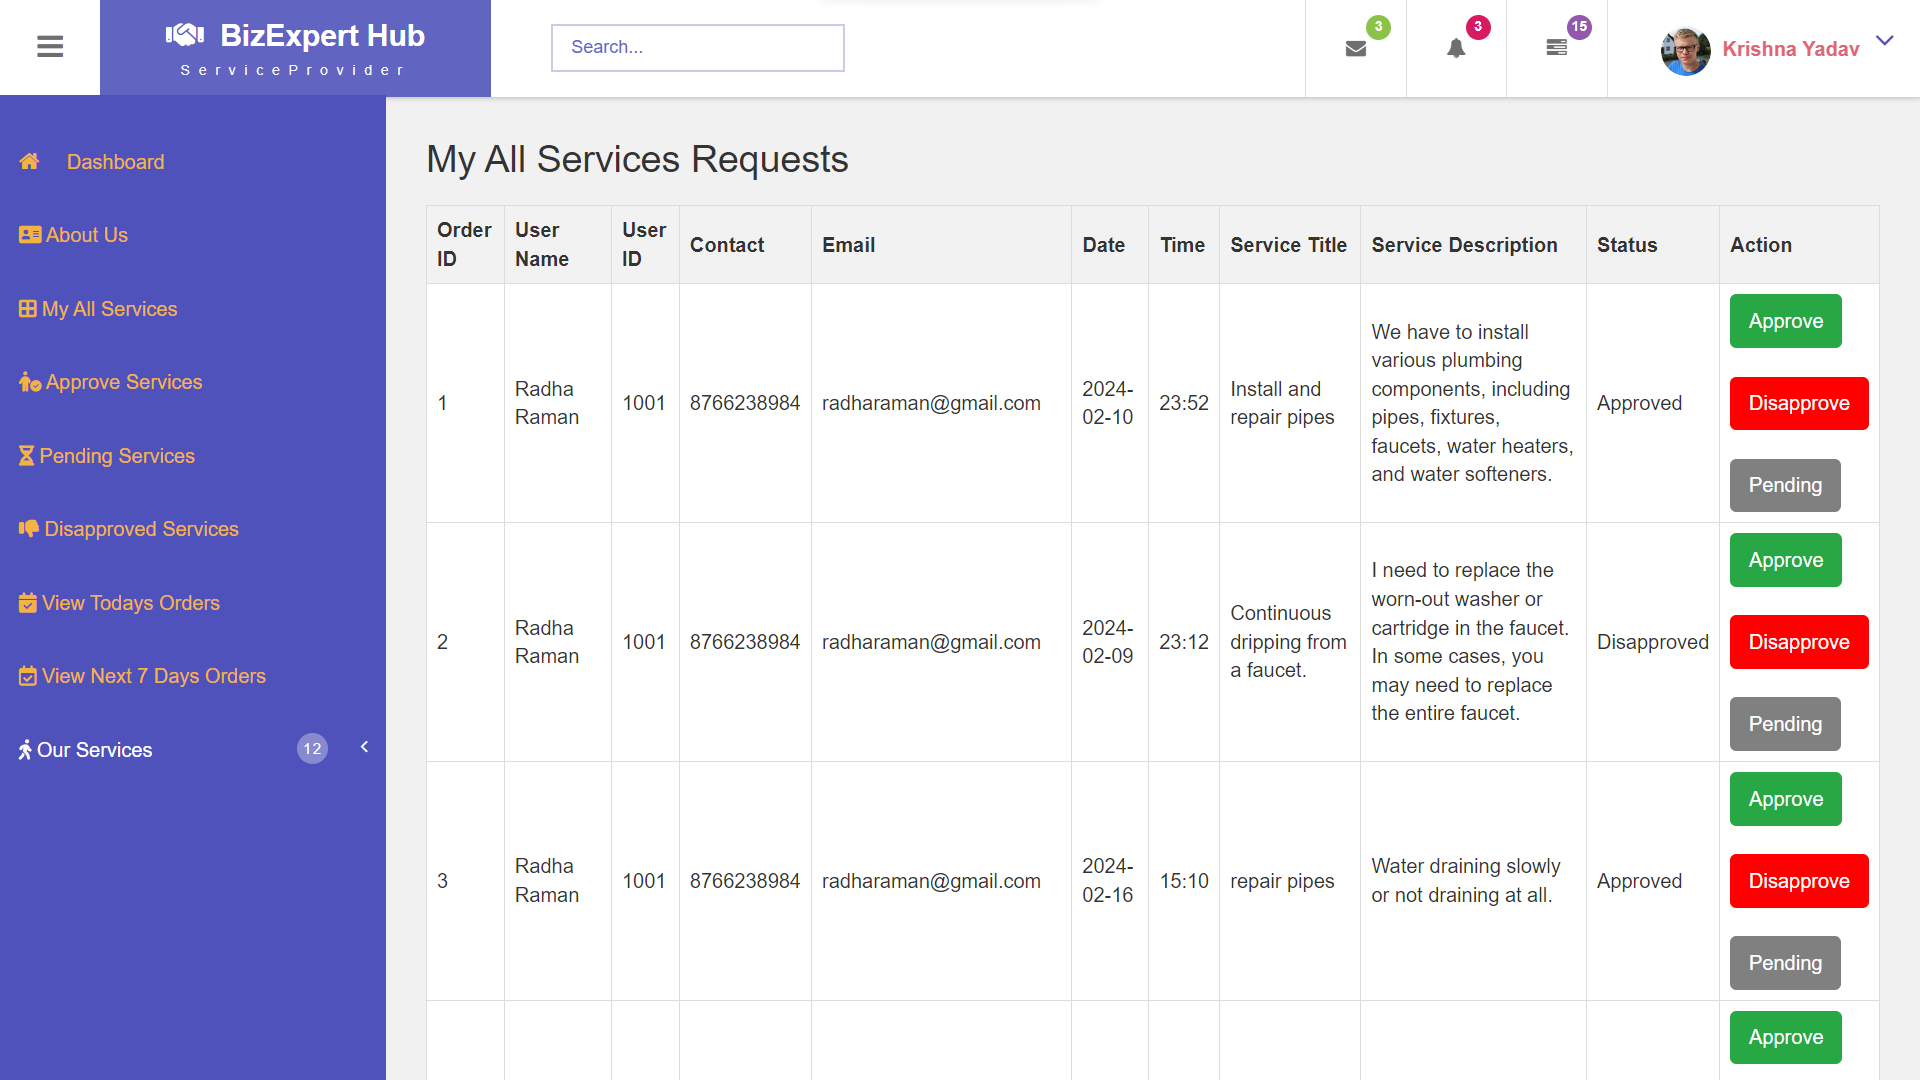 BizExpert Hub
ServiceProvider
Search...
3
3
15
Krishna Yadav
Dashboard
About Us
My All Services
Approve Services
Pending Services
Disapproved Services
View Todays Orders
View Next 7 Days Orders
Our Services
12
My All Services Requests
Order
ID
User
Name
User
ID
Contact
Email
Date
Time
Service Title
Service Description
Status
Action
1
Radha
Raman
1001
8766238984
radharaman@gmail.com
2024-
02-10
23:52
Install and
repair pipes
We have to install
various plumbing
components, including
pipes, fixtures,
faucets, water heaters,
and water softeners.
Approved
Approve
Disapprove
Pending
2
Radha
Raman
1001
8766238984
radharaman@gmail.com
2024-
02-09
23:12
Continuous
dripping from
a faucet.
I need to replace the
worn-out washer or
cartridge in the faucet.
In some cases, you
may need to replace
the entire faucet.
Disapproved
Approve
Disapprove
Pending
3
Radha
Raman
1001
8766238984
radharaman@gmail.com
2024-
02-16
15:10
repair pipes
Water draining slowly
or not draining at all.
Approved
Approve
Disapprove
Pending
Approve